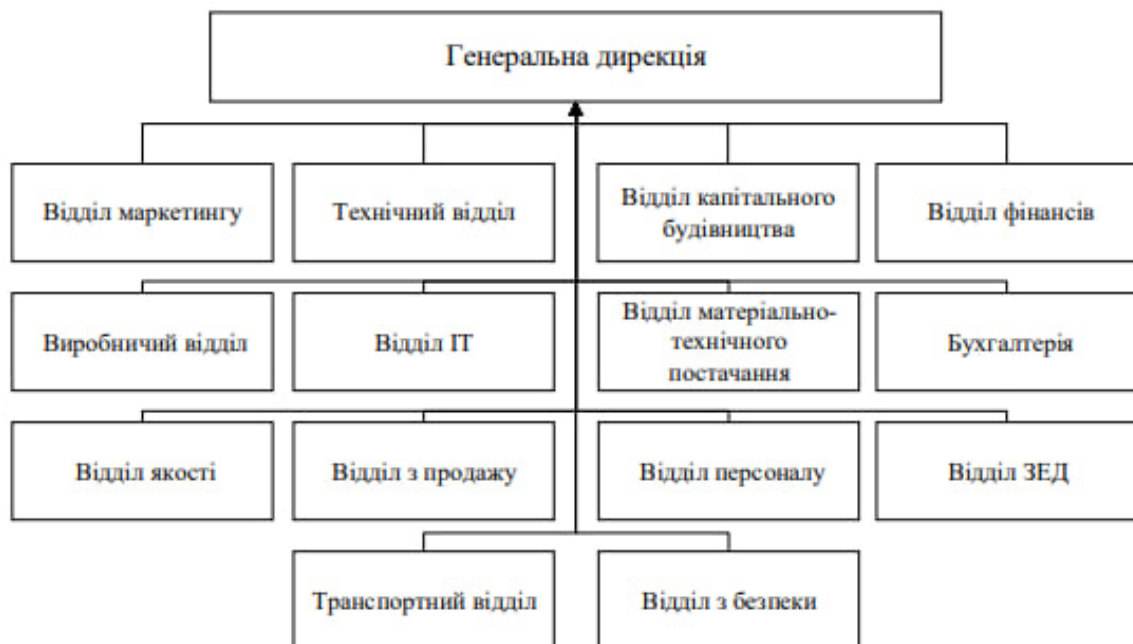 Генеральна дирекція
Відділ маркетингу
Технічний відділ
Відділ капітального
будівництва
Відділ фінансів
Виробничий відділ
Відділ ІТ
Відділ матеріально-
технічного
постачання
Бухгалтерія
Відділ якості
Відділ з продажу
Відділ персоналу
Відділ ЗЕД
Транспортний відділ
Відділ з безпеки